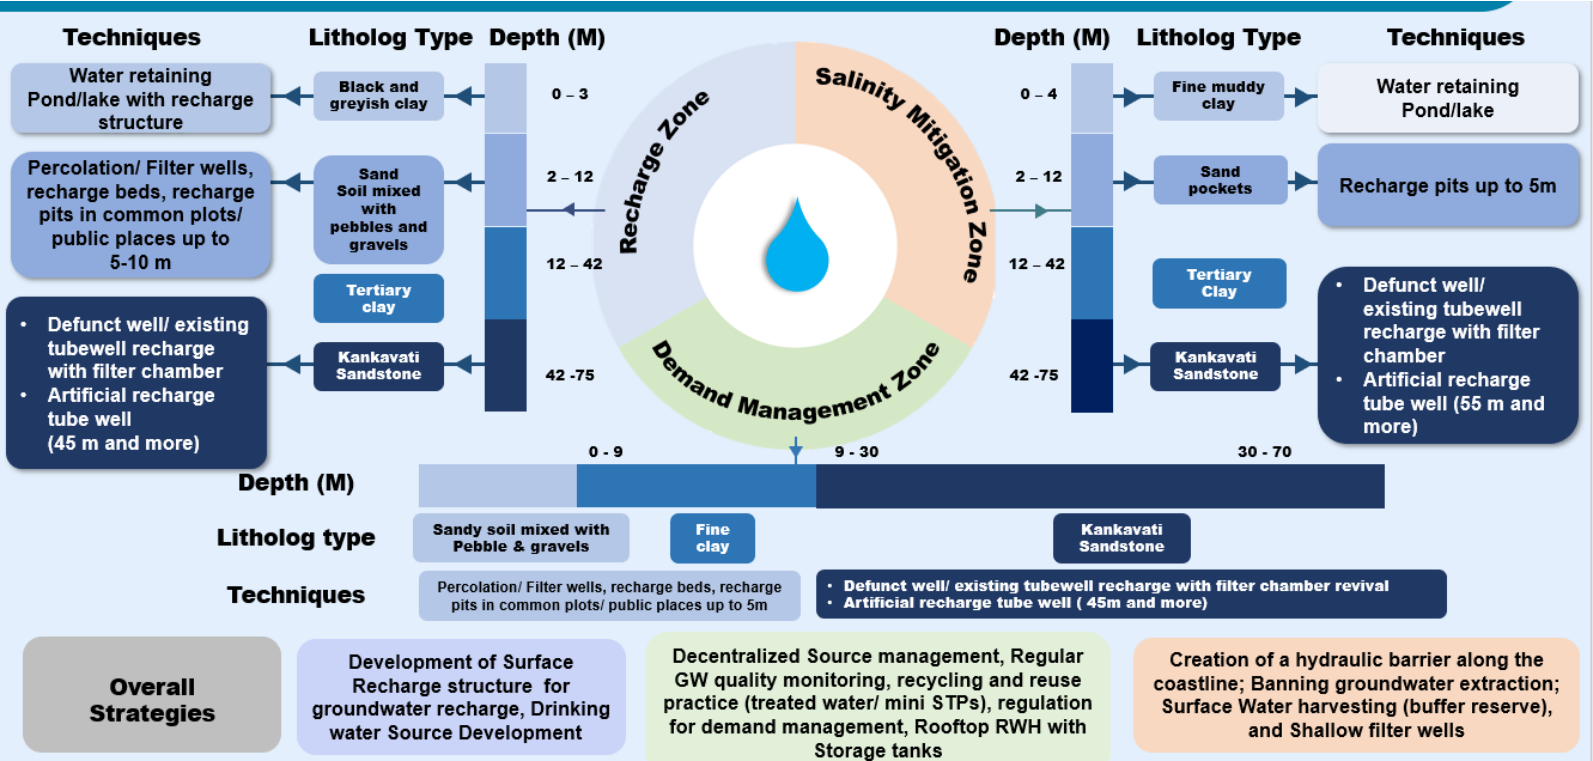 Techniques
Litholog Type
Depth (M)
Water retaining
Pond/lake with recharge
structure
Black and
greyish clay
0 – 3
Percolation/ Filter wells,
recharge beds, recharge
pits in common plots/
public places up to
5-10 m
Sand
Soil mixed
with
pebbles and
gravels
2 – 12
Tertiary
clay
12 – 42
• Defunct well/ existing
tubewell recharge
with filter chamber
• Artificial recharge
tube well
(45 m and more)
Kankavati
Sandstone
42 -75
Recharge Zone
Salinity Mitigation Zone
Demand Management Zone
Depth (M)
Litholog Type
Techniques
0 – 4
Fine muddy
clay
Water retaining
Pond/lake
2 – 12
Sand
pockets
Recharge pits up to 5m
12 – 42
Tertiary
Clay
42 -75
Kankavati
Sandstone
• Defunct well/
existing tubewell
recharge with filter
chamber
• Artificial recharge
tube well (55 m and
more)
0 - 9
9 - 30
30 - 70
Depth (M)
Litholog type
Sandy soil mixed with
Pebble & gravels
Fine
clay
Kankavati
Sandstone
Techniques
Percolation/ Filter wells, recharge beds, recharge
pits in common plots/ public places up to 5m
• Defunct well/ existing tubewell recharge with filter chamber revival
• Artificial recharge tube well ( 45m and more)
Overall
Strategies
Development of Surface
Recharge structure for
groundwater recharge, Drinking
water Source Development
Decentralized Source management, Regular
GW quality monitoring, recycling and reuse
practice (treated water/ mini STPs), regulation
for demand management, Rooftop RWH with
Storage tanks
Creation of a hydraulic barrier along the
coastline; Banning groundwater extraction;
Surface Water harvesting (buffer reserve),
and Shallow filter wells